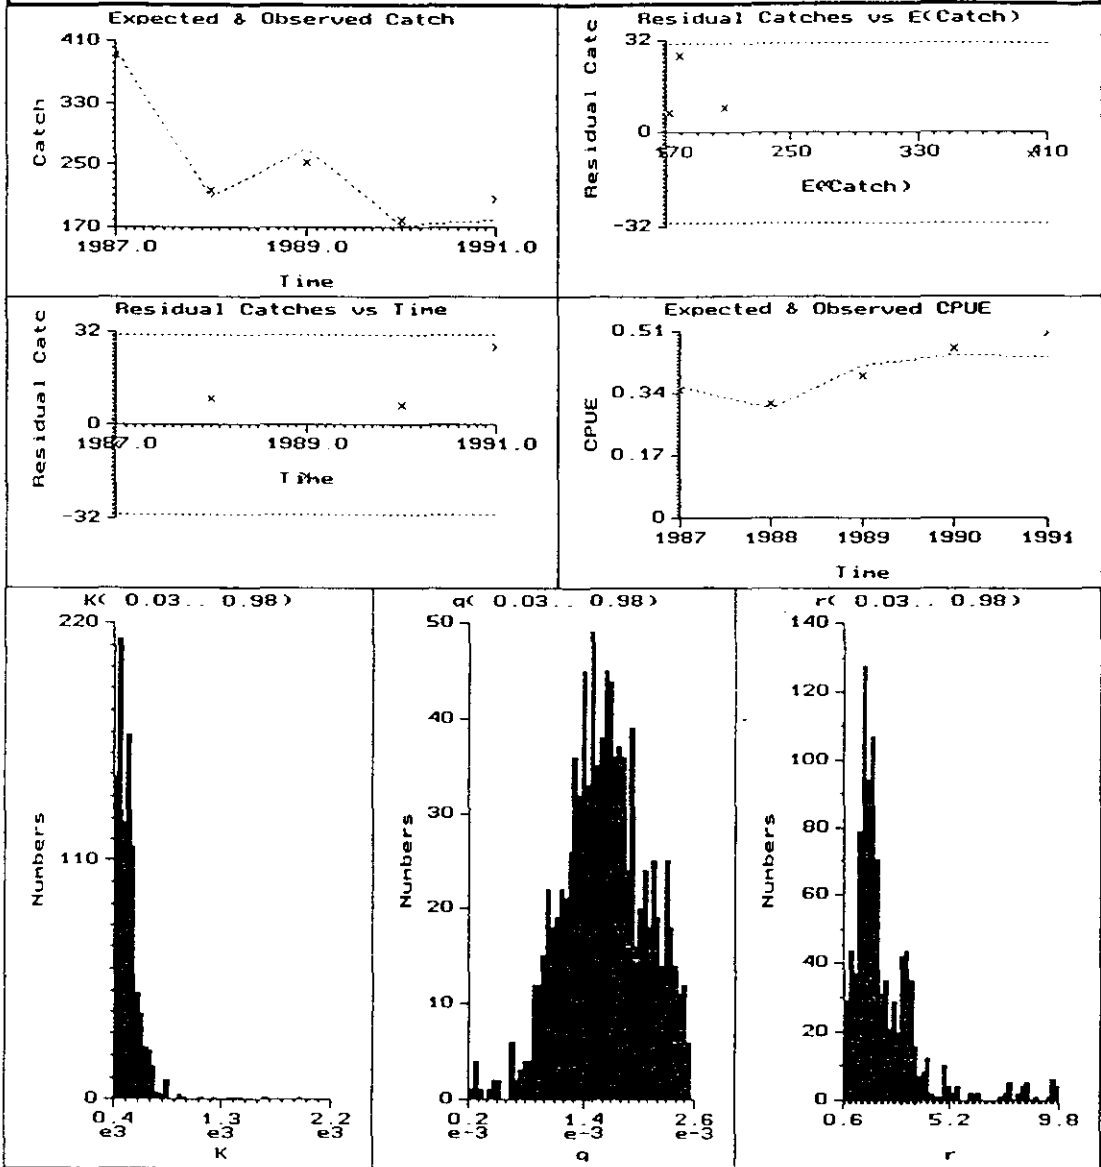 Expected & Observed Catch
410
330
250
170
Catch
1987.0 1989.0 1991.0
Time
Residual Catches vs E(Catch)
32
0
-32
Residual Catc
170 250 330 410
E(Catch)
Residual Catches vs Time
32
0
-32
Residual Catc
1987.0 1989.0 1991.0
Time
Expected & Observed CPUE
0.51
0.34
0.17
0
CPUE
1987 1988 1989 1990 1991
Time
K( 0.03.. 0.98)
220
110
0
Numbers
0.4 1.3 2.2
e3 e3 e3
K
q( 0.03.. 0.98)
50
40
30
20
10
0
Numbers
0.2 1.4 2.6
e-3 e-3 e-3
q
r( 0.03.. 0.98)
140
120
100
80
60
40
20
0
Numbers
0.6 5.2 9.8
r